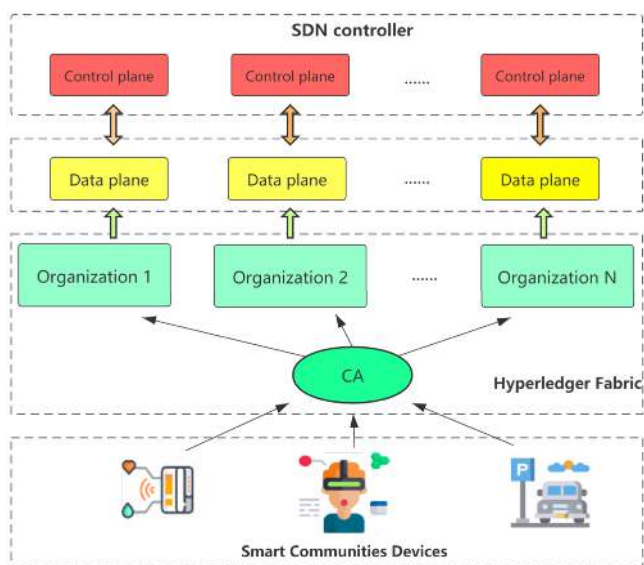 SDN controller
Control plane
Control plane
......
Control plane
Data plane
Data plane
......
Data plane
Organization 1
Organization 2
......
Organization N
CA
Hyperledger Fabric
P
Smart Communities Devices